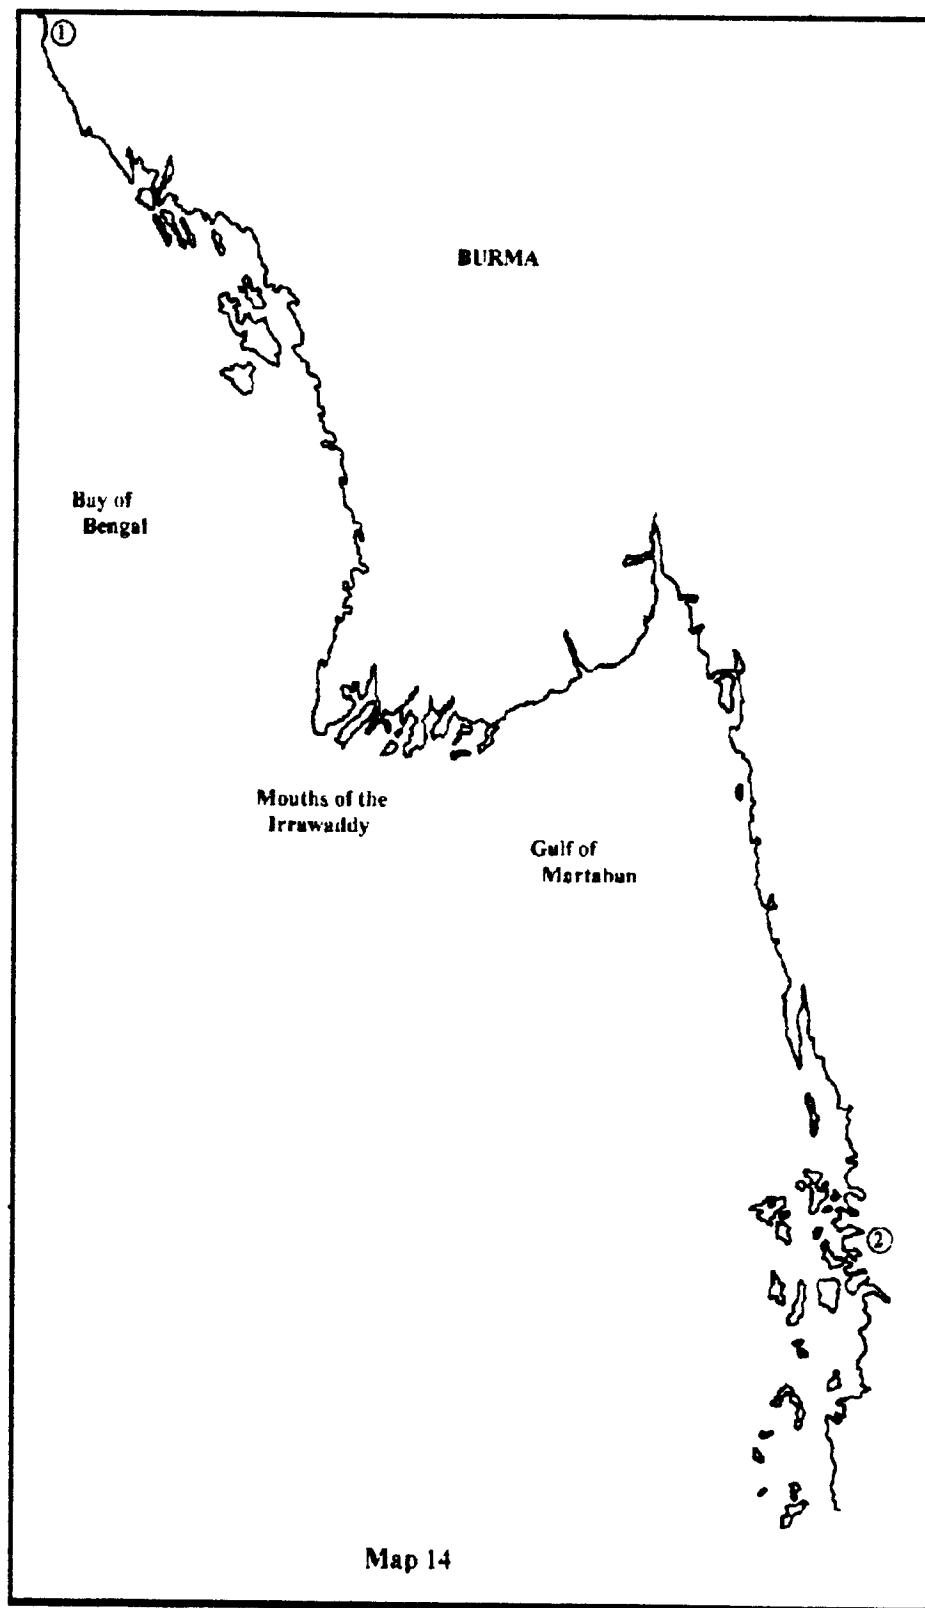 ①
BURMA
Bay of
Bengal
Mouths of the
Irrawaddy
Gulf of
Martaban
②
Map 14